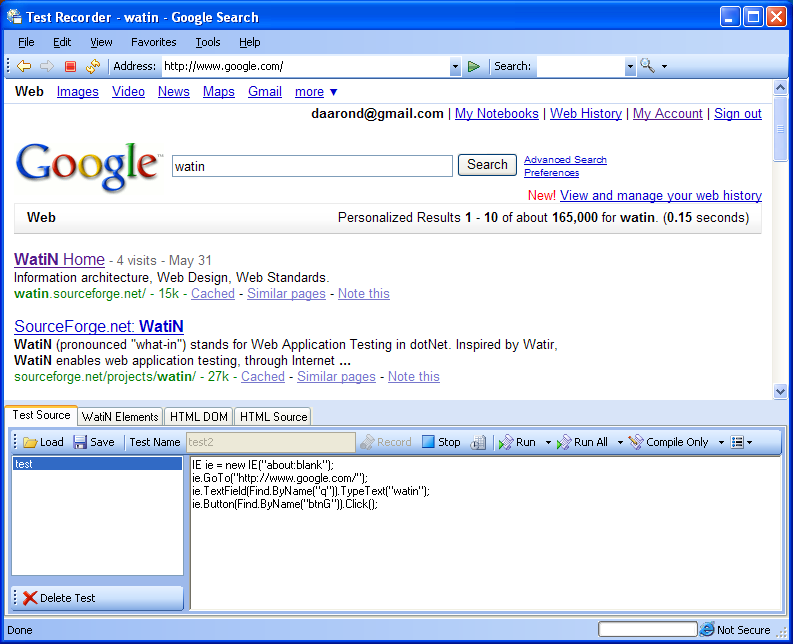 Test Recorder - watin - Google Search
File Edit View Favorites Tools Help
Address: http://www.google.com/ Search:
Web Images Video News Maps Gmail more ▼
daarond@gmail.com | My Notebooks | Web History | My Account | Sign out
Google™ watin Search Advanced Search
Preferences
New! View and manage your web history
Web Personalized Results 1 - 10 of about 165,000 for watin. (0.15 seconds)
WatiN Home - 4 visits - May 31
Information architecture, Web Design, Web Standards.
watin.sourceforge.net/ - 15k - Cached - Similar pages - Note this
SourceForge.net: WatiN
WatiN (pronounced "what-in") stands for Web Application Testing in dotNet. Inspired by Watir,
WatiN enables web application testing, through Internet ...
sourceforge.net/projects/watin/ - 27k - Cached - Similar pages - Note this
Test Source WatiN Elements HTML DOM HTML Source
Load Save Test Name test2 Record Stop Run Run All Compile Only
test
IE ie = new IE("about:blank");
ie.GoTo("http://www.google.com/");
ie.TextField(Find.ByName("q")).TypeText("watin");
ie.Button(Find.ByName("btnG")).Click();
Delete Test
Done Not Secure